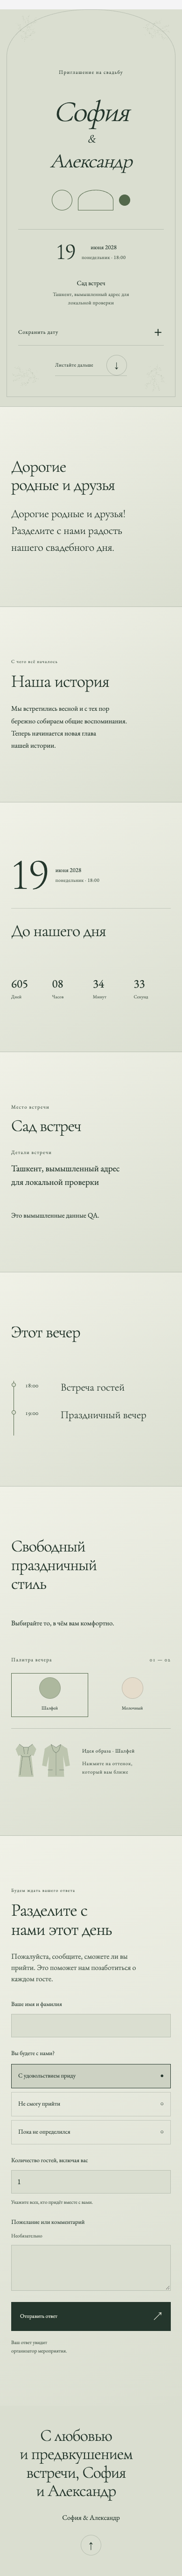 Приглашение на свадьбу
София
&
Александр
19
июня 2028
понедельник · 18:00
Сад встреч
Ташкент, вымышленный адрес для
локальной проверки
Сохранить дату
Листайте дальше
Дорогие
родные и друзья
Дорогие родные и друзья!
Разделите с нами радость
нашего свадебного дня.
С чего всё началось
Наша история
Мы встретились весной и с тех пор
бережно собираем общие воспоминания.
Теперь начинается новая глава
нашей истории.
19
июня 2028
понедельник · 18:00
До нашего дня
605 08 34 33
Дней Часов Минут Секунд
Место встречи
Сад встреч
Детали встречи
Ташкент, вымышленный адрес
для локальной проверки
Это вымышленные данные QA.
Этот вечер
18:00 Встреча гостей
19:00 Праздничный вечер
Свободный
праздничный
стиль
Выбирайте то, в чём вам комфортно.
Палитра вечера 01 — 02
Шалфей Молочный
Идея образа · Шалфей
Нажмите на оттенок,
который вам ближе
Будем ждать вашего ответа
Разделите с
нами этот день
Пожалуйста, сообщите, сможете ли вы
прийти. Это поможет нам позаботиться о
каждом госте.
Ваше имя и фамилия
Вы будете с нами?
С удовольствием приду
Не смогу прийти
Пока не определился
Количество гостей, включая вас
1
Укажите всех, кто придёт вместе с вами.
Пожелание или комментарий
Необязательно
Отправить ответ
Ваш ответ увидит
организатор мероприятия.
С любовью
и предвкушением
встречи, София
и Александр
София & Александр